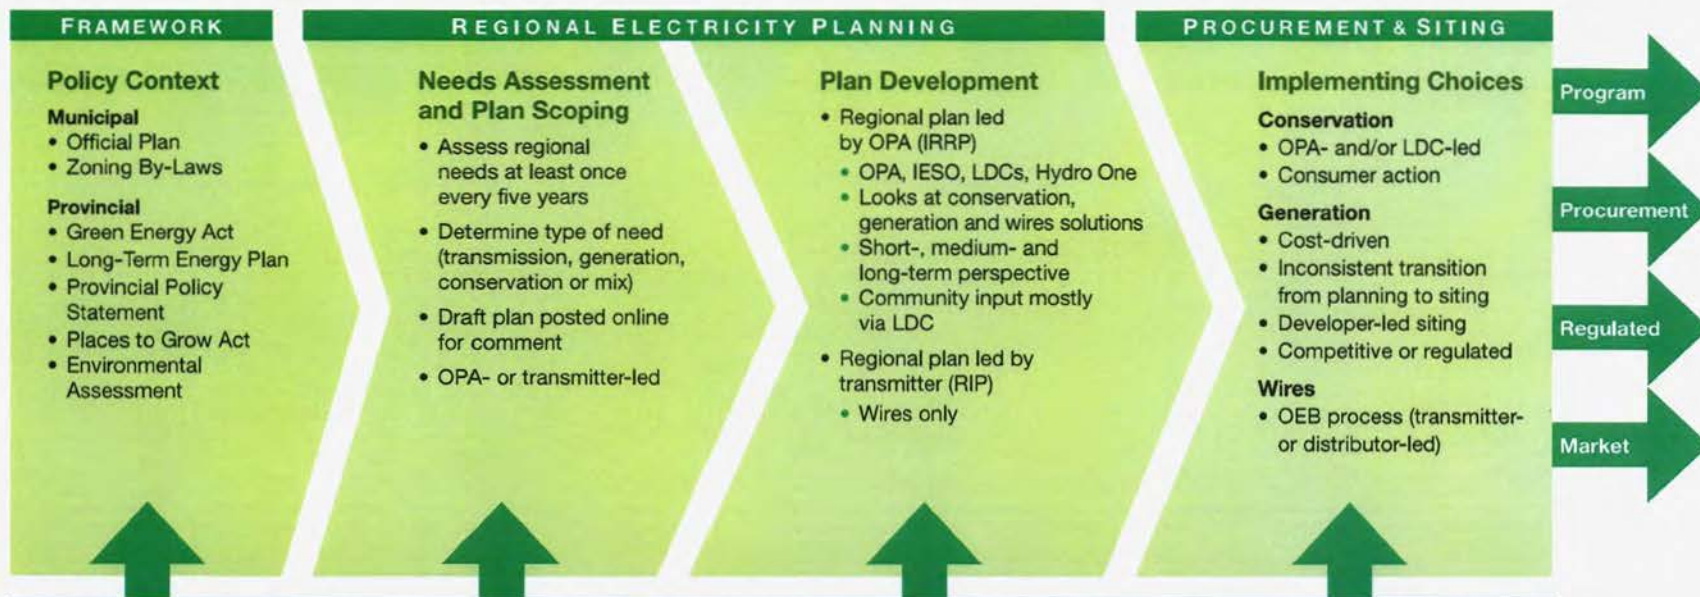 FRAMEWORK
REGIONAL ELECTRICITY PLANNING
PROCUREMENT & SITING
Policy Context
Municipal
• Official Plan
• Zoning By-Laws
Provincial
• Green Energy Act
• Long-Term Energy Plan
• Provincial Policy
Statement
• Places to Grow Act
• Environmental
Assessment
Needs Assessment
and Plan Scoping
• Assess regional
needs at least once
every five years
• Determine type of need
(transmission, generation,
conservation or mix)
• Draft plan posted online
for comment
• OPA- or transmitter-led
Plan Development
• Regional plan led
by OPA (IRRP)
• OPA, IESO, LDCs, Hydro One
• Looks at conservation,
generation and wires solutions
• Short-, medium- and
long-term perspective
• Community input mostly
via LDC
• Regional plan led by
transmitter (RIP)
• Wires only
Implementing Choices
Conservation
• OPA- and/or LDC-led
• Consumer action
Generation
• Cost-driven
• Inconsistent transition
from planning to siting
• Developer-led siting
• Competitive or regulated
Wires
• OEB process (transmitter-
or distributor-led)
Program
Procurement
Regulated
Market